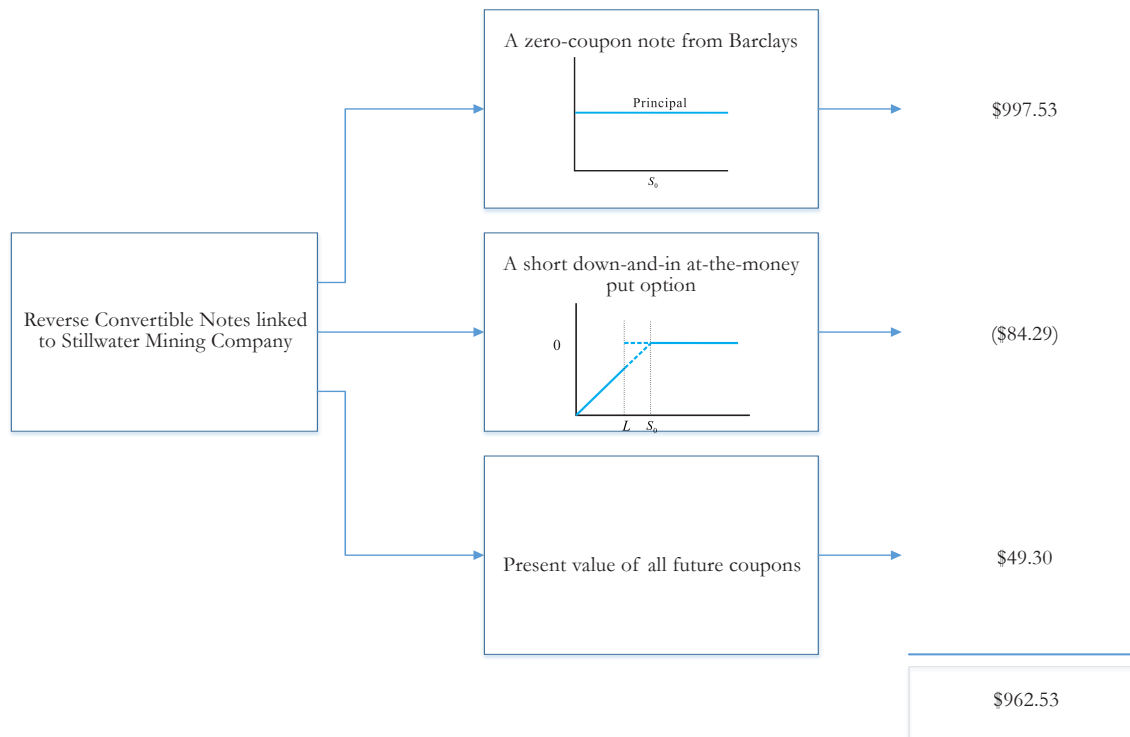 A zero-coupon note from Barclays
Principal
S₀
$997.53
Reverse Convertible Notes linked
to Stillwater Mining Company
A short down-and-in at-the-money
put option
0
L S₀
($84.29)
Present value of all future coupons
$49.30
$962.53